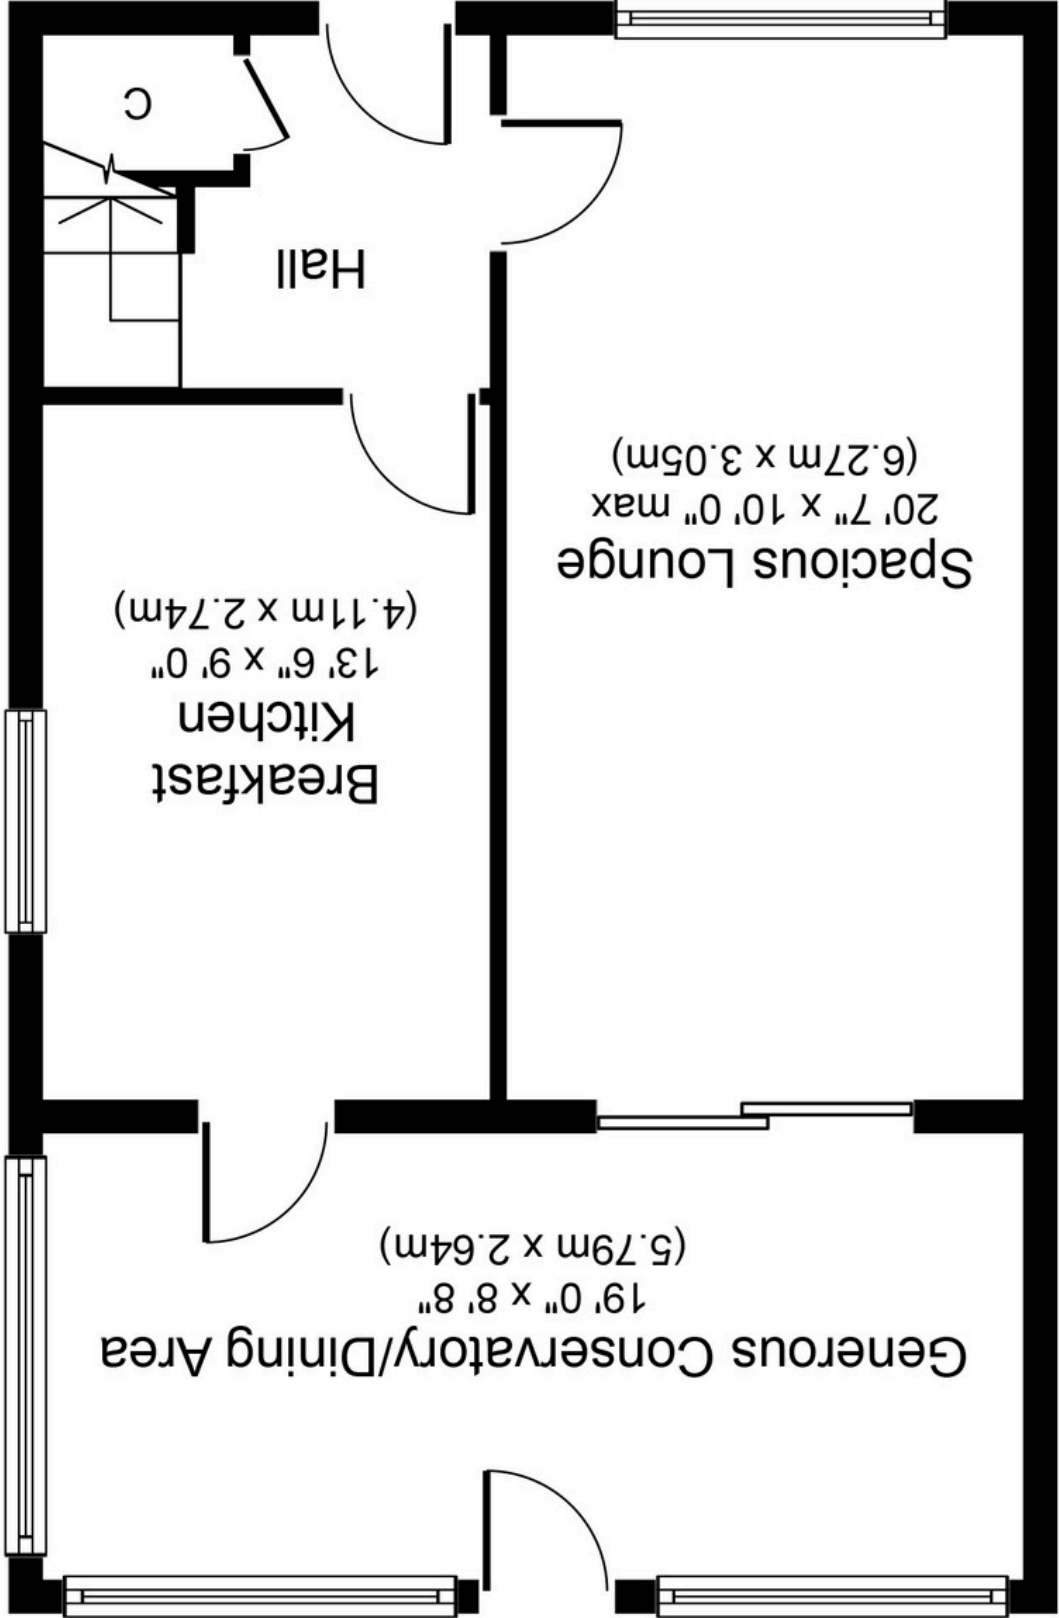 Generous Conservatory/Dining Area
19' 0" x 8' 8"
(5.79m x 2.64m)
Breakfast
Kitchen
13' 6" x 9' 0"
(4.11m x 2.74m)
Spacious Lounge
20' 7" x 10' 0" max
(6.27m x 3.05m)
Hall
C